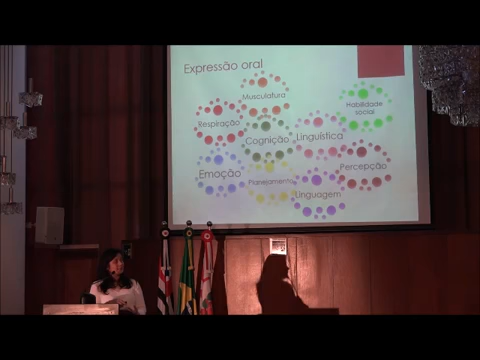 Expressão oral
Musculatura
Habilidade
social
Respiração
Cognição
Linguística
Percepção
Emoção
Planejamento
Linguagem